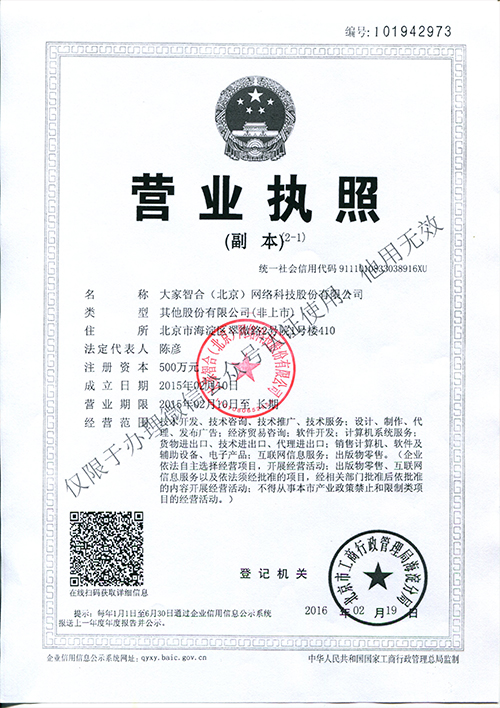 编号:101942973
营业执照
(副 本)(2-1)
统一社会信用代码 9111010833038916XU
名 称 大家智合（北京）网络科技股份有限公司
类 型 其他股份有限公司(非上市)
住 所 北京市海淀区翠微路2号院1号楼410
法定代表人 陈彦
注册资本 500万元
成立日期 2015年02月10日
营业期限 2015年02月10日至 长期
经营范围 技术开发、技术咨询、技术推广、技术服务；设计、制作、代
理、发布广告；经济贸易咨询；软件开发；计算机系统服务；
货物进出口、技术进出口、代理进出口；销售计算机、软件及
辅助设备、电子产品；互联网信息服务；出版物零售。（企业
依法自主选择经营项目，开展经营活动；出版物零售、互联网
信息服务以及依法须经批准的项目，经相关部门批准后依批准
的内容开展经营活动；不得从事本市产业政策禁止和限制类项
目的经营活动。）
仅限于办理微信公众号认证使用，他用无效
大家智合（北京）网络科技股份有限公司
在线扫码获取详细信息
登记机关
北京市工商行政管理局海淀分局
2016 年 02 月 19 日
提示：每年1月1日至6月30日通过企业信用信息公示系统
报送上一年度年度报告并公示。
企业信用信息公示系统网址：qyxy.baic.gov.cn
中华人民共和国国家工商行政管理总局监制